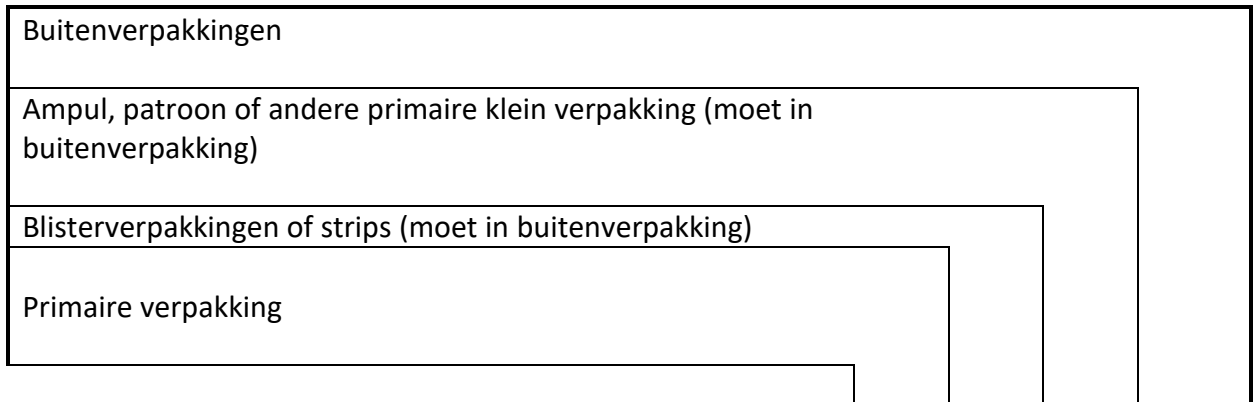 Buitenverpakkingen
Ampul, patroon of andere primaire klein verpakking (moet in
buitenverpakking)
Blisterverpakkingen of strips (moet in buitenverpakking)
Primaire verpakking